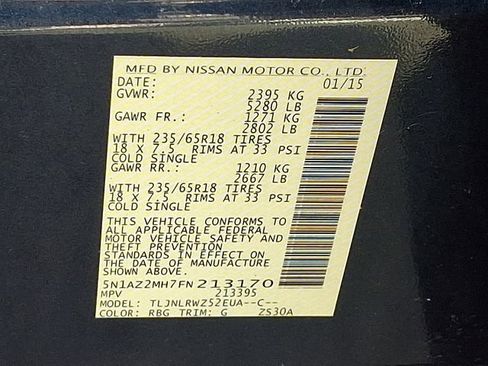 MFD BY NISSAN MOTOR CO., LTD.
DATE: 01/15
GVWR: 2395 KG
5280 LB
GAWR FR.: 1271 KG
2802 LB
WITH 235/65R18 TIRES
18 X 7.5 RIMS AT 33 PSI
COLD SINGLE
GAWR RR.: 1210 KG
2667 LB
WITH 235/65R18 TIRES
18 X 7.5 RIMS AT 33 PSI
COLD SINGLE
THIS VEHICLE CONFORMS TO
ALL APPLICABLE FEDERAL
MOTOR VEHICLE SAFETY AND
THEFT PREVENTION
STANDARDS IN EFFECT ON
THE DATE OF MANUFACTURE
SHOWN ABOVE.
5N1AZ2MH7FN213170
MPV 213395
MODEL: TLJNLRWZ52EUA--C--
COLOR: RBG TRIM: G ZS30A